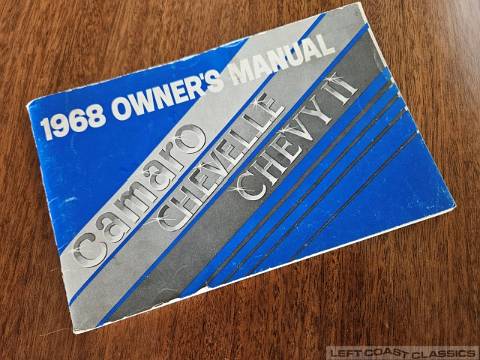 1968 OWNER'S MANUAL
camaro
CHEVELLE
CHEVY II
LEFT COAST CLASSICS